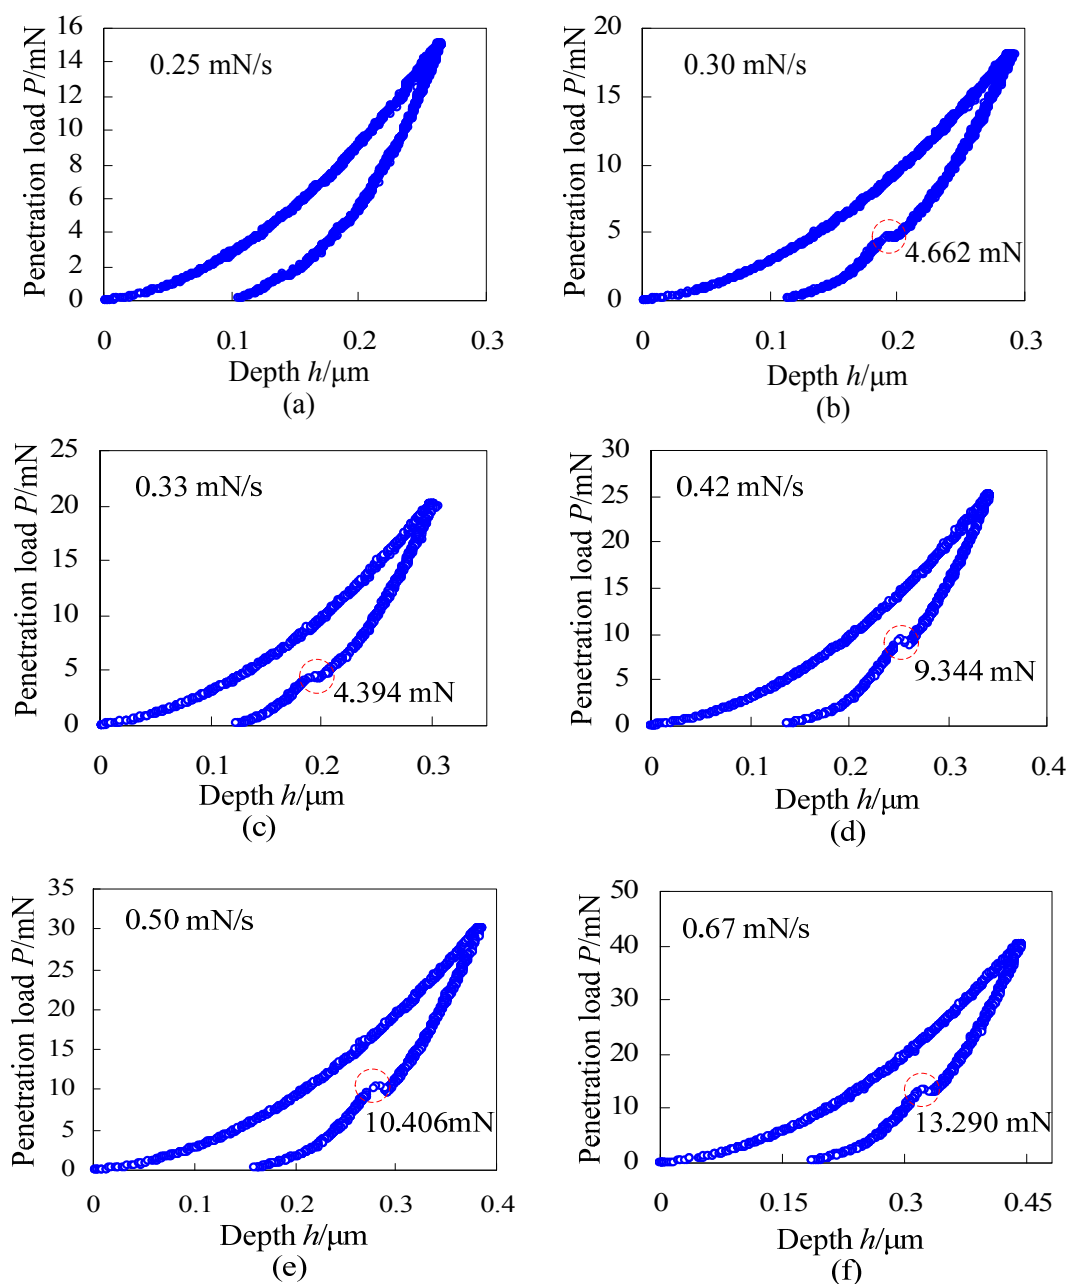 0.25 mN/s
Penetration load P/mN
16
14
12
10
8
6
4
2
0
0
0.1
0.2
0.3
Depth h/μm
(a)
0.30 mN/s
Penetration load P/mN
20
15
10
5
0
4.662 mN
0
0.1
0.2
0.3
Depth h/μm
(b)
0.33 mN/s
Penetration load P/mN
25
20
15
10
5
0
4.394 mN
0
0.1
0.2
0.3
Depth h/μm
(c)
0.42 mN/s
Penetration load P/mN
30
25
20
15
10
5
0
9.344 mN
0
0.1
0.2
0.3
0.4
Depth h/μm
(d)
0.50 mN/s
Penetration load P/mN
35
30
25
20
15
10
5
0
10.406mN
0
0.1
0.2
0.3
0.4
Depth h/μm
(e)
0.67 mN/s
Penetration load P/mN
50
40
30
20
10
0
13.290 mN
0
0.15
0.3
0.45
Depth h/μm
(f)